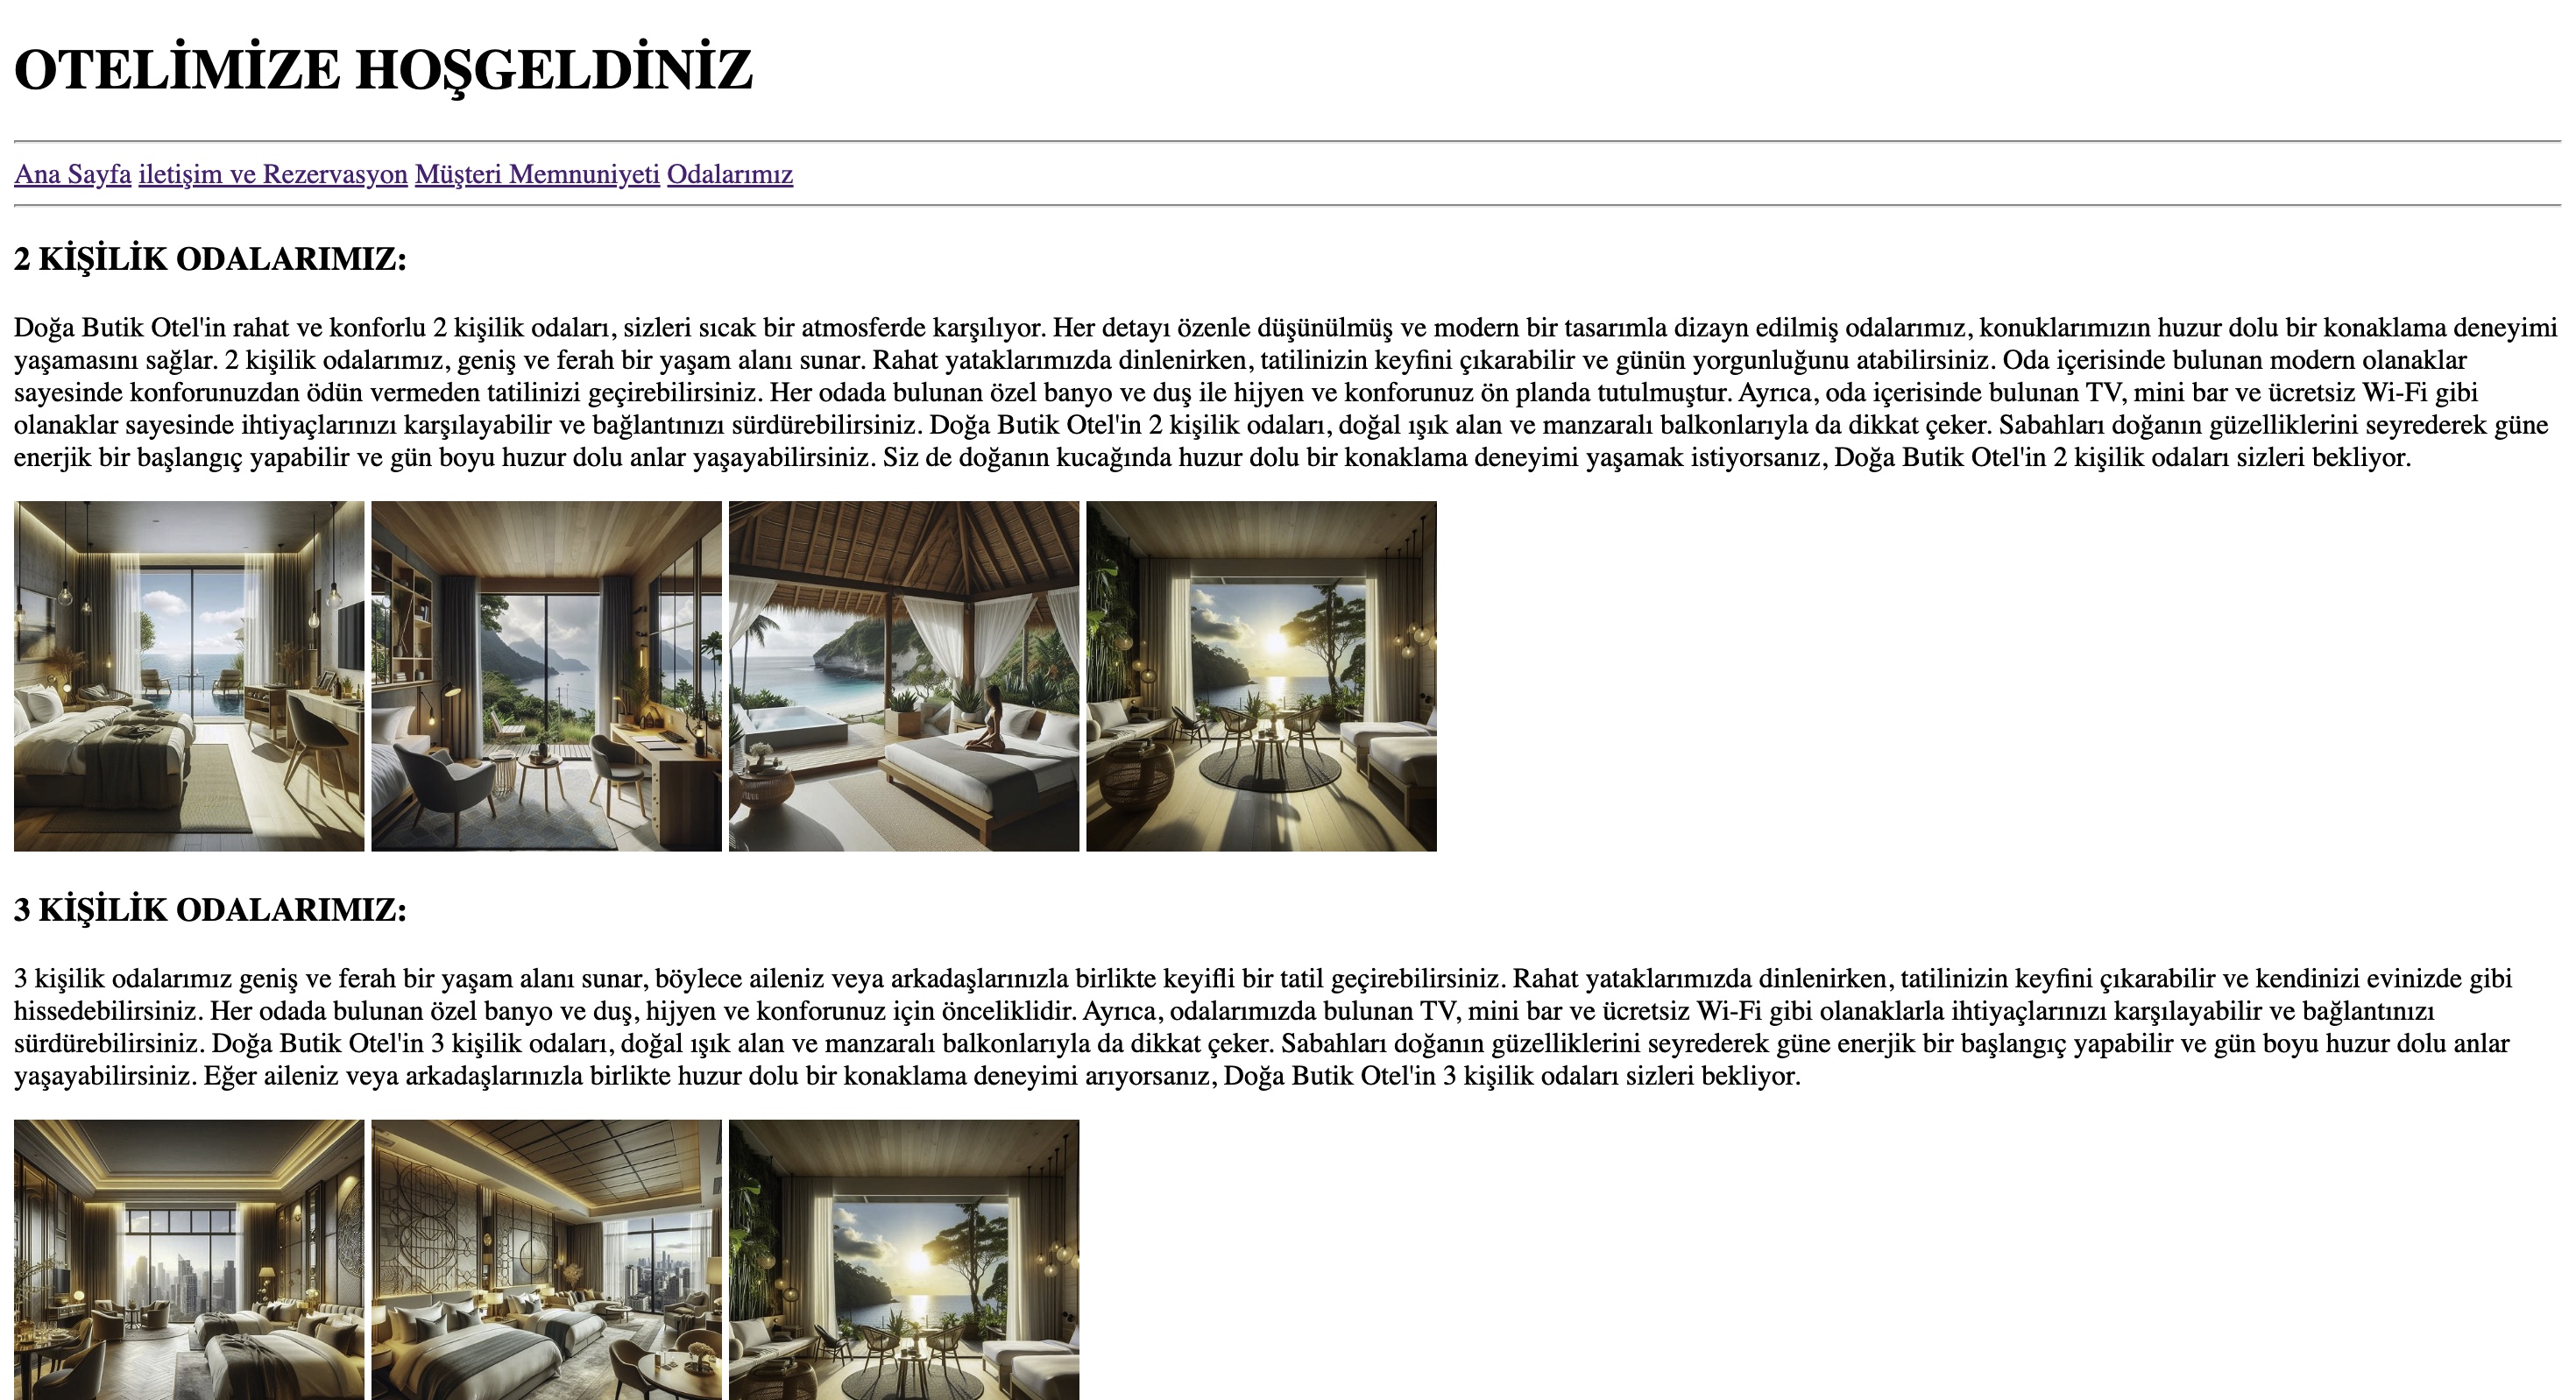 OTELİMİZE HOŞGELDİNİZ
Ana Sayfa iletişim ve Rezervasyon Müşteri Memnuniyeti Odalarımız
2 KİŞİLİK ODALARIMIZ:
Doğa Butik Otel'in rahat ve konforlu 2 kişilik odaları, sizleri sıcak bir atmosferde karşılıyor. Her detayı özenle düşünülmüş ve modern bir tasarımla dizayn edilmiş odalarımız, konuklarımızın huzur dolu bir konaklama deneyimi
yaşamasını sağlar. 2 kişilik odalarımız, geniş ve ferah bir yaşam alanı sunar. Rahat yataklarımızda dinlenirken, tatilinizin keyfini çıkarabilir ve günün yorgunluğunu atabilirsiniz. Oda içerisinde bulunan modern olanaklar
sayesinde konforunuzdan ödün vermeden tatilinizi geçirebilirsiniz. Her odada bulunan özel banyo ve duş ile hijyen ve konforunuz ön planda tutulmuştur. Ayrıca, oda içerisinde bulunan TV, mini bar ve ücretsiz Wi-Fi gibi
olanaklar sayesinde ihtiyaçlarınızı karşılayabilir ve bağlantınızı sürdürebilirsiniz. Doğa Butik Otel'in 2 kişilik odaları, doğal ışık alan ve manzaralı balkonlarıyla da dikkat çeker. Sabahları doğanın güzelliklerini seyrederek güne
enerjik bir başlangıç yapabilir ve gün boyu huzur dolu anlar yaşayabilirsiniz. Siz de doğanın kucağında huzur dolu bir konaklama deneyimi yaşamak istiyorsanız, Doğa Butik Otel'in 2 kişilik odaları sizleri bekliyor.
3 KİŞİLİK ODALARIMIZ:
3 kişilik odalarımız geniş ve ferah bir yaşam alanı sunar, böylece aileniz veya arkadaşlarınızla birlikte keyifli bir tatil geçirebilirsiniz. Rahat yataklarımızda dinlenirken, tatilinizin keyfini çıkarabilir ve kendinizi evinizde gibi
hissedebilirsiniz. Her odada bulunan özel banyo ve duş, hijyen ve konforunuz için önceliklidir. Ayrıca, odalarımızda bulunan TV, mini bar ve ücretsiz Wi-Fi gibi olanaklarla ihtiyaçlarınızı karşılayabilir ve bağlantınızı
sürdürebilirsiniz. Doğa Butik Otel'in 3 kişilik odaları, doğal ışık alan ve manzaralı balkonlarıyla da dikkat çeker. Sabahları doğanın güzelliklerini seyrederek güne enerjik bir başlangıç yapabilir ve gün boyu huzur dolu anlar
yaşayabilirsiniz. Eğer aileniz veya arkadaşlarınızla birlikte huzur dolu bir konaklama deneyimi arıyorsanız, Doğa Butik Otel'in 3 kişilik odaları sizleri bekliyor.